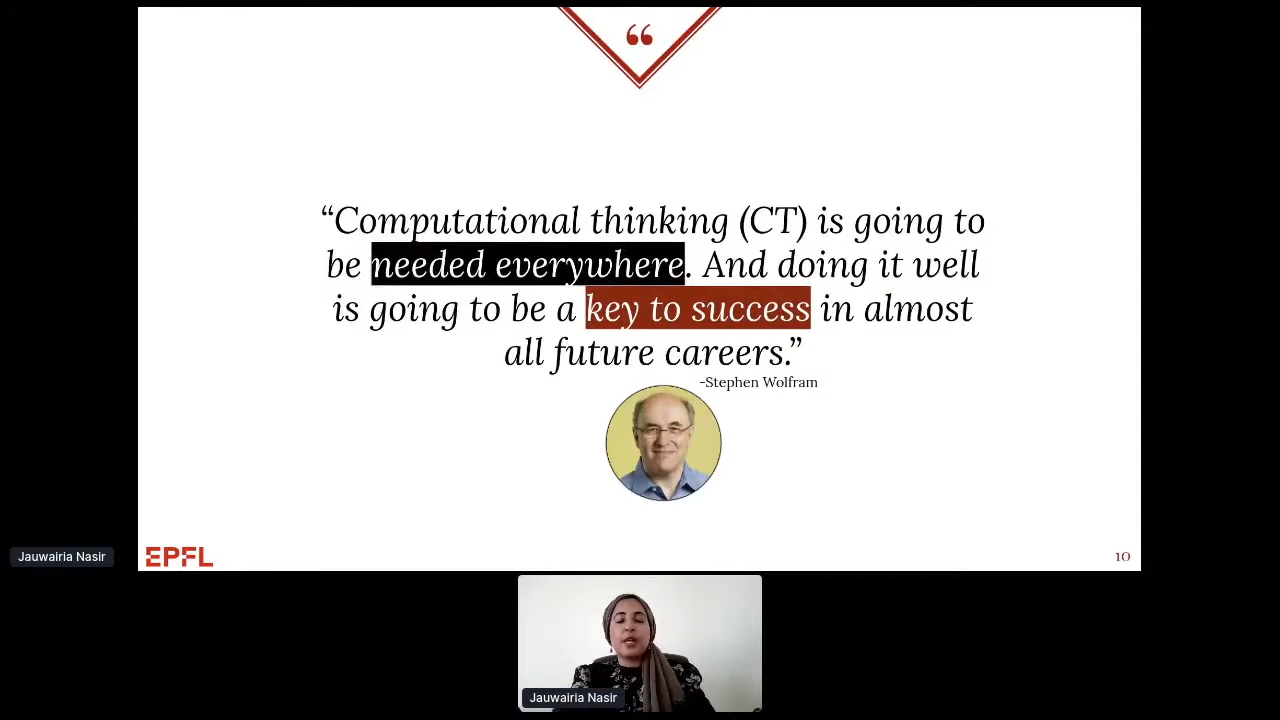 “
“Computational thinking (CT) is going to
be needed everywhere. And doing it well
is going to be a key to success in almost
all future careers.”
-Stephen Wolfram
Jauwairia Nasir
EPFL
10
Jauwairia Nasir